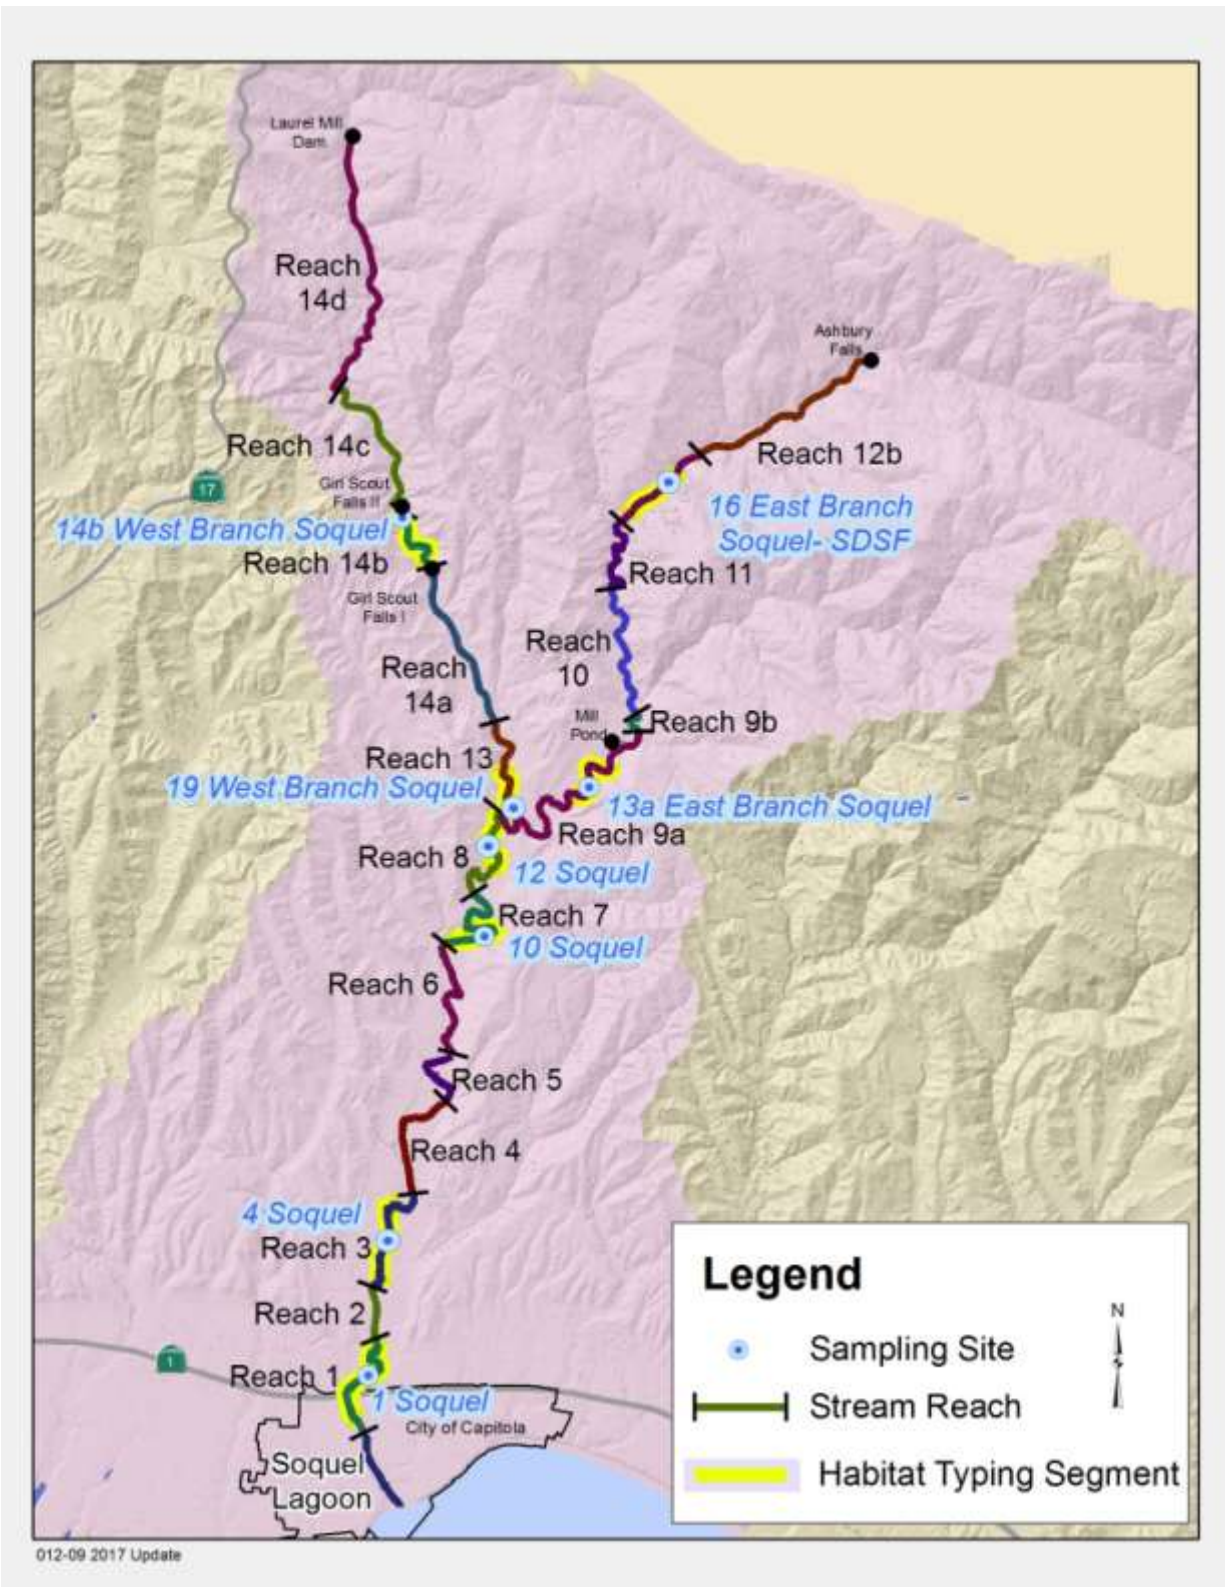 Laurel Mill
Dam
Reach
14d
Ashbury
Falls
Reach 14c
Reach 12b
17
Girl Scout
Falls II
16 East Branch
Soquel- SDSF
14b West Branch Soquel
Reach 14b
Reach 11
Girl Scout
Falls I
Reach
10
Reach
14a
Mill
Pond
Reach 9b
Reach 13
19 West Branch Soquel
13a East Branch Soquel
Reach 9a
Reach 8
12 Soquel
Reach 7
10 Soquel
Reach 6
Reach 5
Reach 4
4 Soquel
Reach 3
Reach 2
1
Reach 1
1 Soquel
City of Capitola
Soquel
Lagoon
Legend
N
S
Sampling Site
Stream Reach
Habitat Typing Segment
012-09 2017 Update